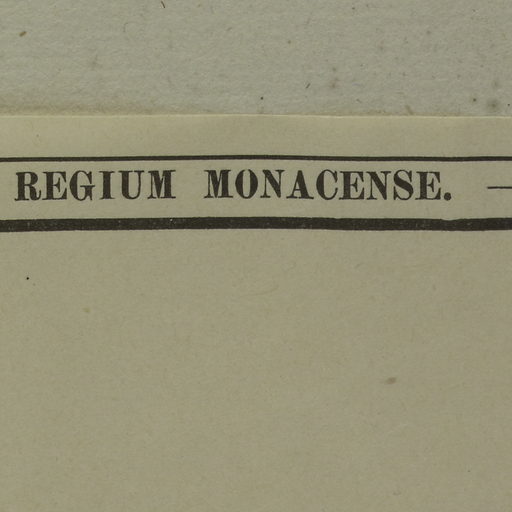 REGIUM MONACENSE. —